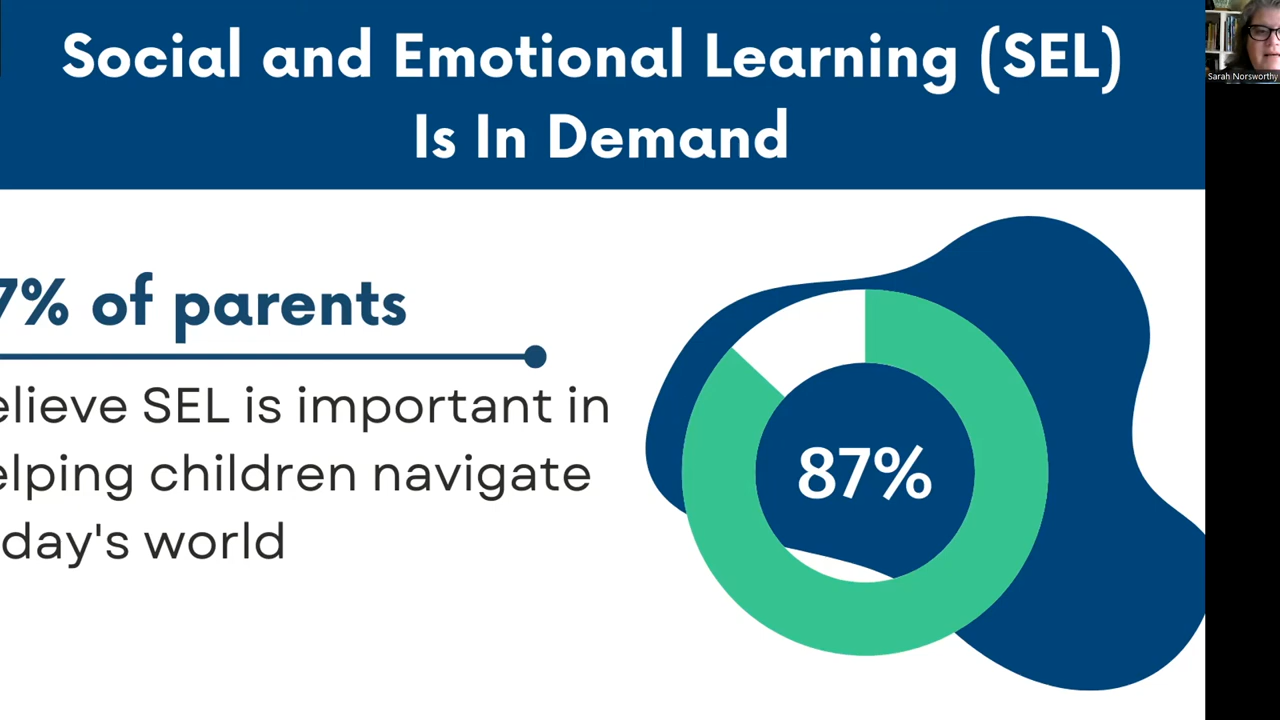 Social and Emotional Learning (SEL)
Is In Demand
7% of parents
elieve SEL is important in
elping children navigate
day's world
87%
Sarah Norsworthy